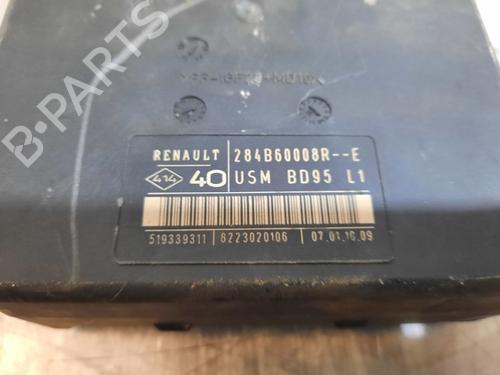 B-PARTS
RENAULT 284B60008R--E
40 USM BD95 L1
519339311 8223020106 07.01.16.09